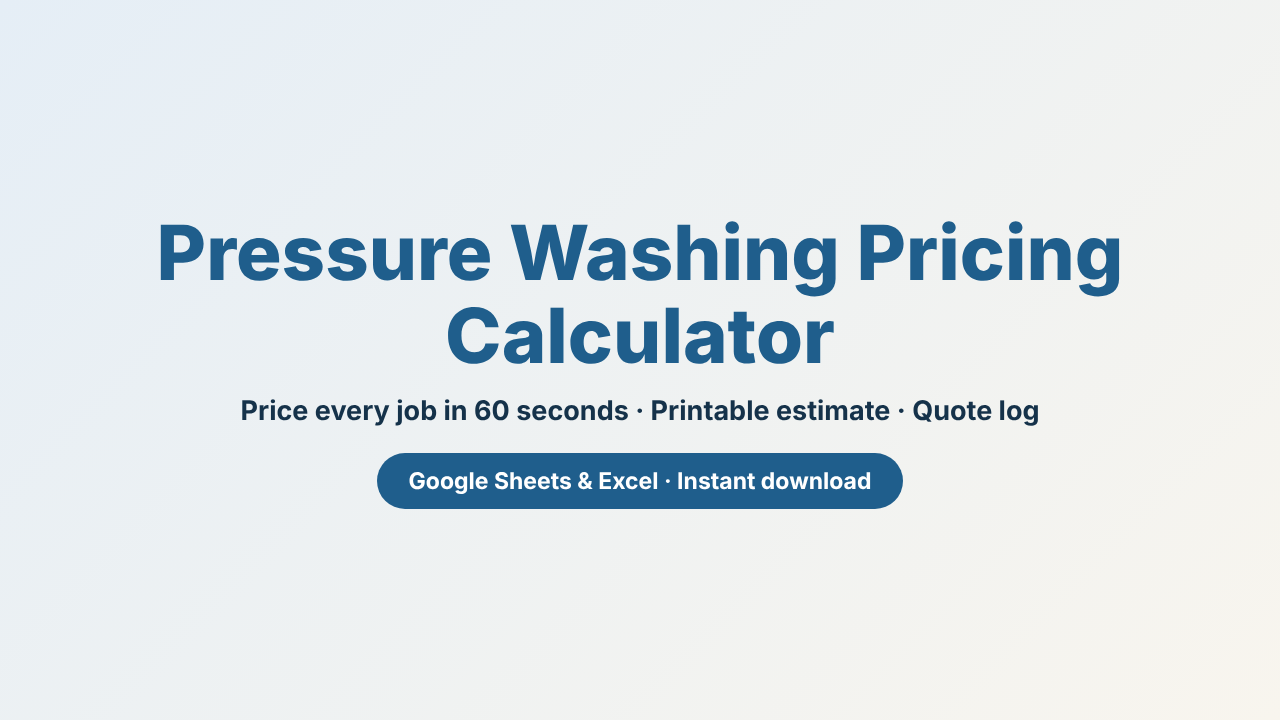 Pressure Washing Pricing
Calculator
Price every job in 60 seconds · Printable estimate · Quote log
Google Sheets & Excel · Instant download